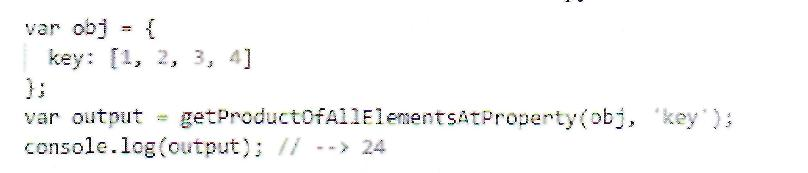 var obj = {
  key: [1, 2, 3, 4]
};
var output = getProductOfAllElementsAtProperty(obj, 'key');
console.log(output); // --> 24